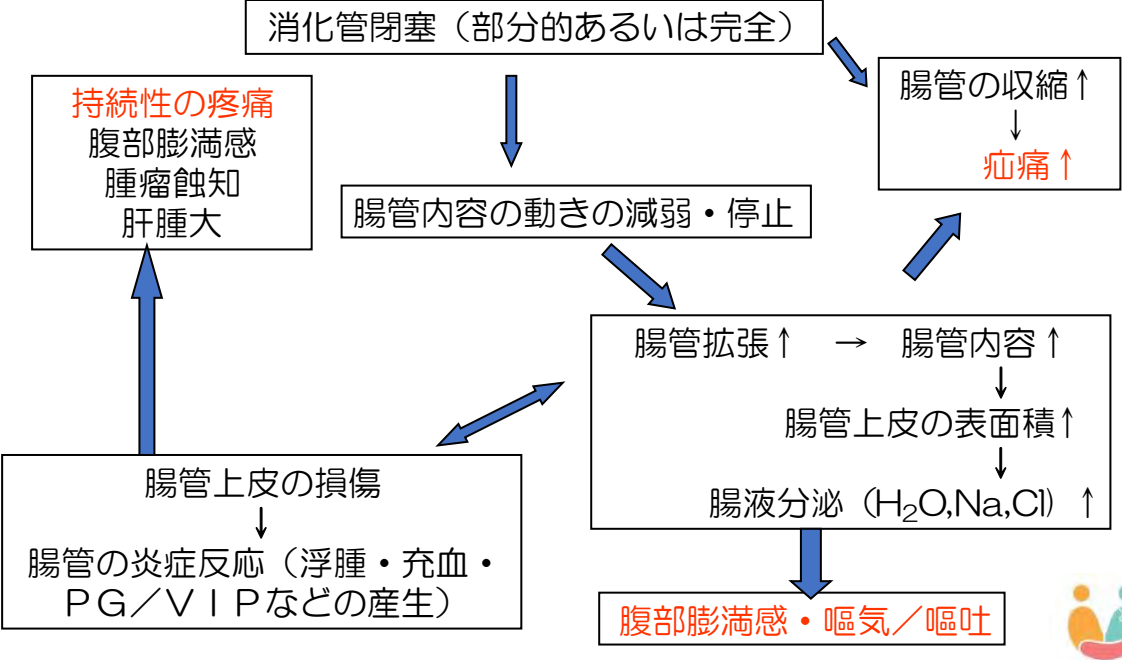 消化管閉塞（部分的あるいは完全）
持続性の疼痛
腹部膨満感
腫瘤蝕知
肝腫大
腸管の収縮↑
↓
疝痛↑
腸管内容の動きの減弱・停止
腸管拡張↑ → 腸管内容↑
↓
腸管上皮の表面積↑
↓
腸液分泌（H₂O,Na,Cl）↑
腸管上皮の損傷
↓
腸管の炎症反応（浮腫・充血・
ＰＧ／ＶＩＰなどの産生）
腹部膨満感・嘔気／嘔吐